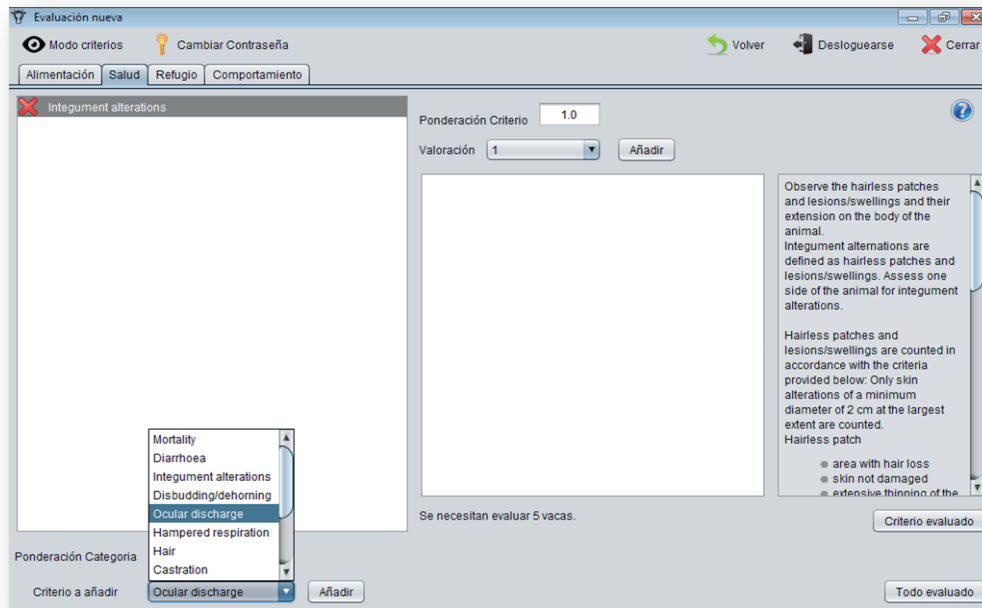 Evaluación nueva
Modo criterios
Cambiar Contraseña
Volver
Desloguearse
Cerrar
Alimentación
Salud
Refugio
Comportamiento
Integument alterations
Ponderación Criterio
1.0
Valoración
1
Añadir
Observe the hairless patches
and lesions/swellings and their
extension on the body of the
animal.
Integument alternations are
defined as hairless patches and
lesions/swellings. Assess one
side of the animal for integument
alterations.
Hairless patches and
lesions/swellings are counted in
accordance with the criteria
provided below: Only skin
alterations of a minimum
diameter of 2 cm at the largest
extent are counted.
Hairless patch
area with hair loss
skin not damaged
extensive thinning of the
Mortality
Diarrhoea
Integument alterations
Disbudding/dehorning
Ocular discharge
Hampered respiration
Hair
Castration
Se necesitan evaluar 5 vacas.
Criterio evaluado
Ponderación Categoria
Criterio a añadir
Ocular discharge
Añadir
Todo evaluado